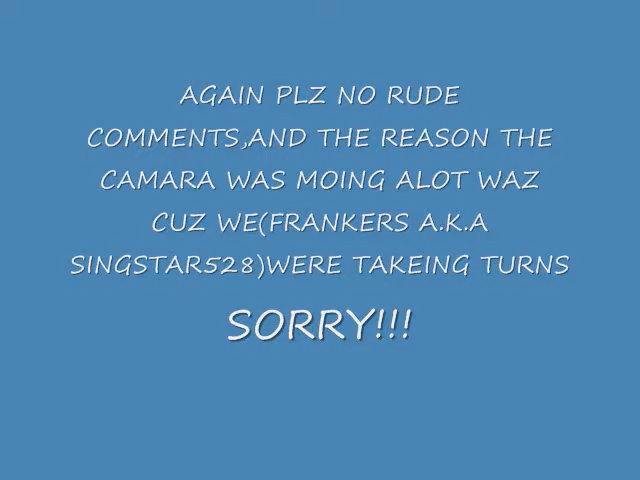 AGAIN PLZ NO RUDE
COMMENTS,AND THE REASON THE
CAMARA WAS MOING ALOT WAZ
CUZ WE(FRANKERS A.K.A
SINGSTAR528)WERE TAKEING TURNS
SORRY!!!